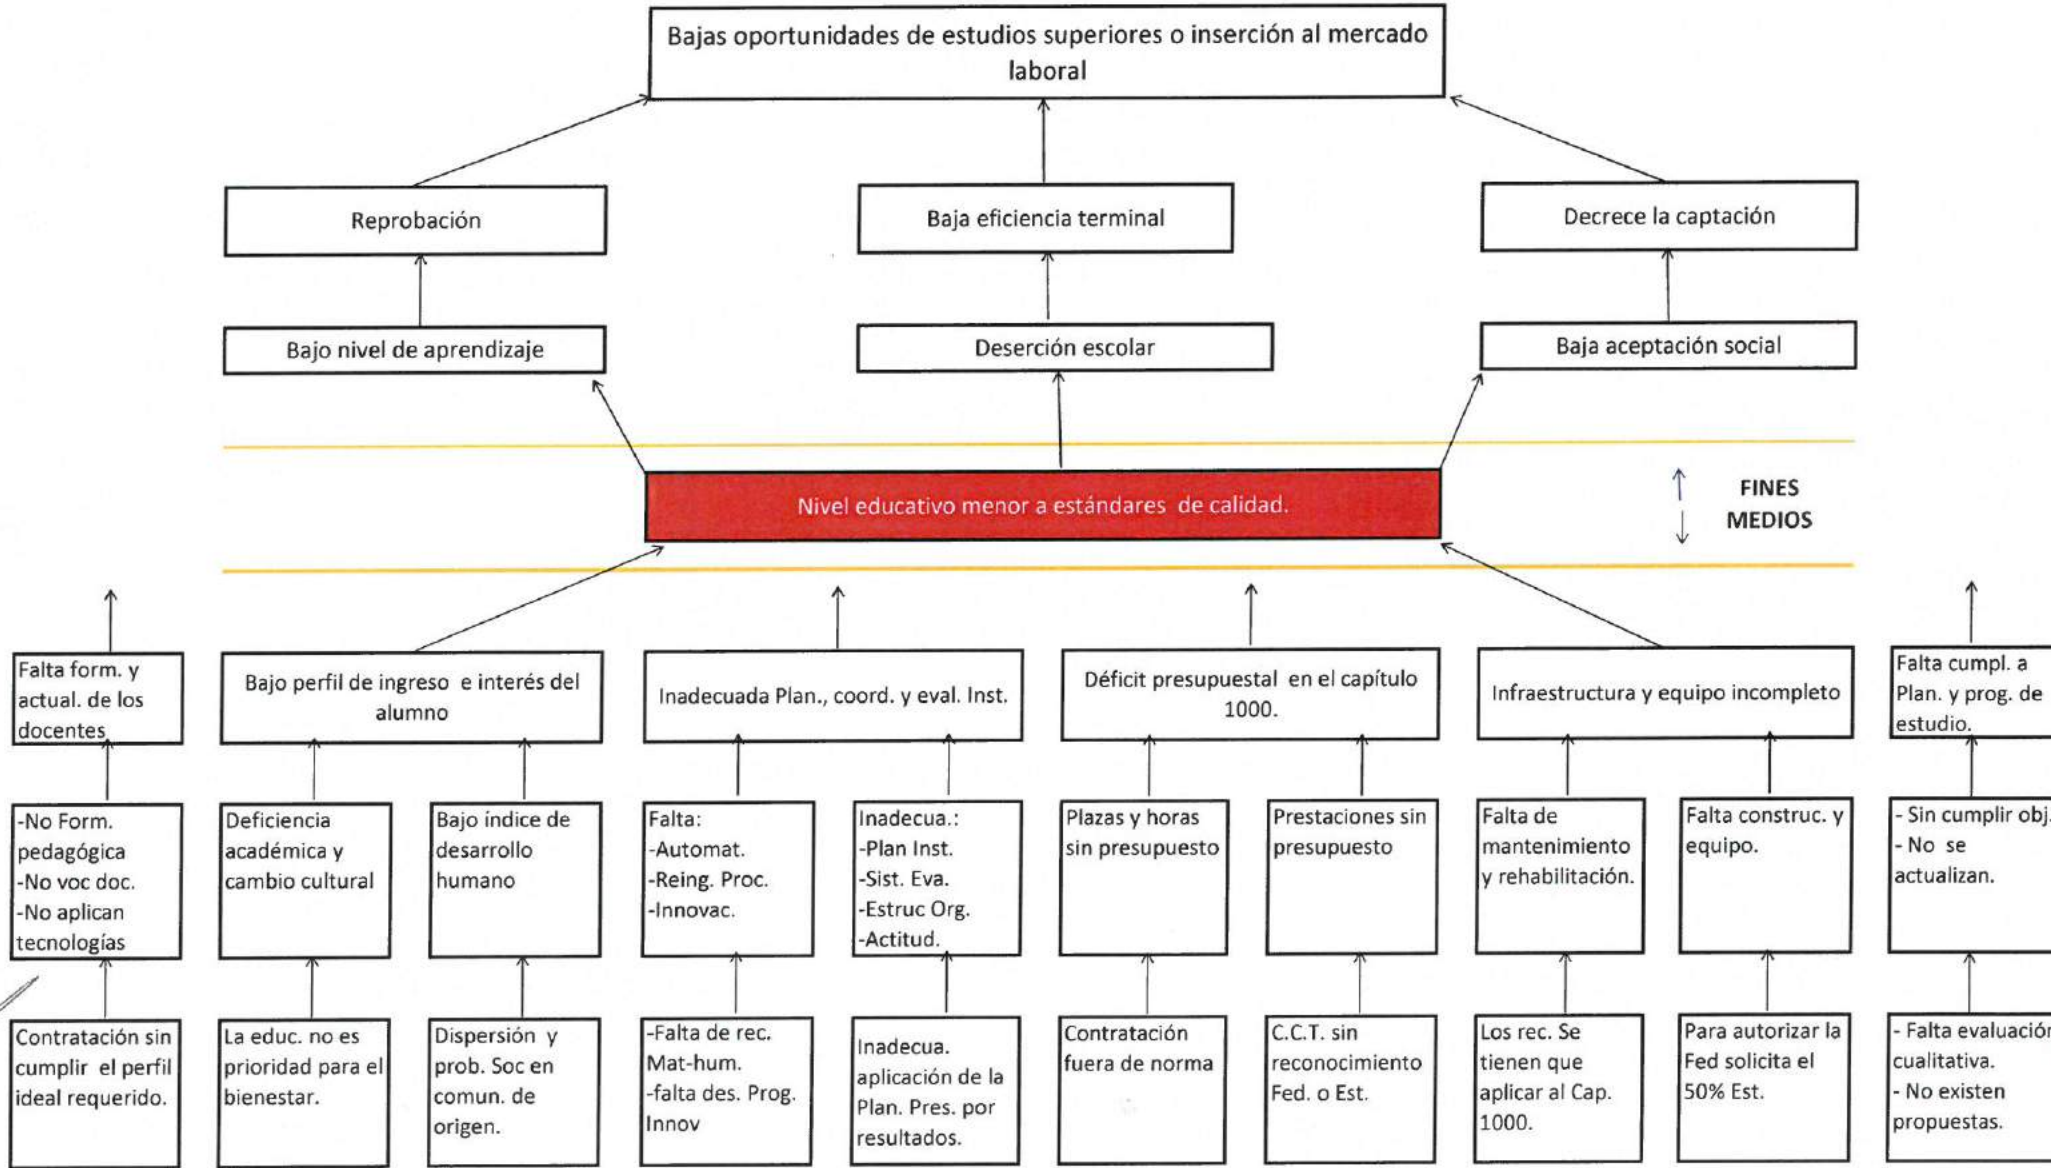 Bajas oportunidades de estudios superiores o inserción al mercado
laboral
Reprobación
Baja eficiencia terminal
Decrece la captación
Bajo nivel de aprendizaje
Deserción escolar
Baja aceptación social
Nivel educativo menor a estándares de calidad.
FINES
MEDIOS
Falta form. y
actual. de los
docentes
Bajo perfil de ingreso e interés del
alumno
Inadecuada Plan., coord. y eval. Inst.
Déficit presupuestal en el capítulo
1000.
Infraestructura y equipo incompleto
Falta cumpl. a
Plan. y prog. de
estudio.
-No Form.
pedagógica
-No voc doc.
-No aplican
tecnologías
Deficiencia
académica y
cambio cultural
Bajo índice de
desarrollo
humano
Falta:
-Automat.
-Reing. Proc.
-Innovac.
Inadecua.:
-Plan Inst.
-Sist. Eva.
-Estruc Org.
-Actitud.
Plazas y horas
sin presupuesto
Prestaciones sin
presupuesto
Falta de
mantenimiento
y rehabilitación.
Falta construc. y
equipo.
- Sin cumplir obj.
- No se
actualizan.
Contratación sin
cumplir el perfil
ideal requerido.
La educ. no es
prioridad para el
bienestar.
Dispersión y
prob. Soc en
comun. de
origen.
-Falta de rec.
Mat-hum.
-falta des. Prog.
Innov
Inadecua.
aplicación de la
Plan. Pres. por
resultados.
Contratación
fuera de norma
C.C.T. sin
reconocimiento
Fed. o Est.
Los rec. Se
tienen que
aplicar al Cap.
1000.
Para autorizar la
Fed solicita el
50% Est.
- Falta evaluación
cualitativa.
- No existen
propuestas.